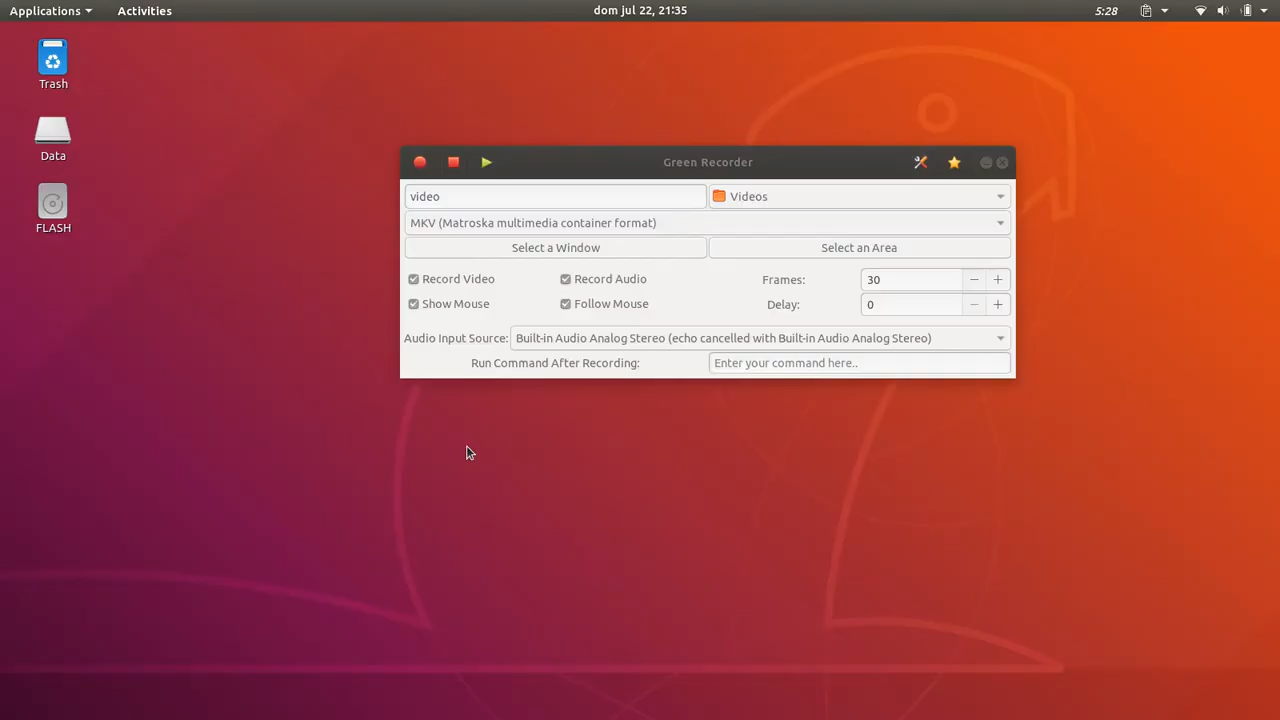 Applications Activities dom jul 22, 21:35 5:28
Trash
Data
FLASH
Green Recorder
video Videos
MKV (Matroska multimedia container format)
Select a Window Select an Area
Record Video Record Audio Frames: 30
Show Mouse Follow Mouse Delay: 0
Audio Input Source: Built-in Audio Analog Stereo (echo cancelled with Built-in Audio Analog Stereo)
Run Command After Recording: Enter your command here..